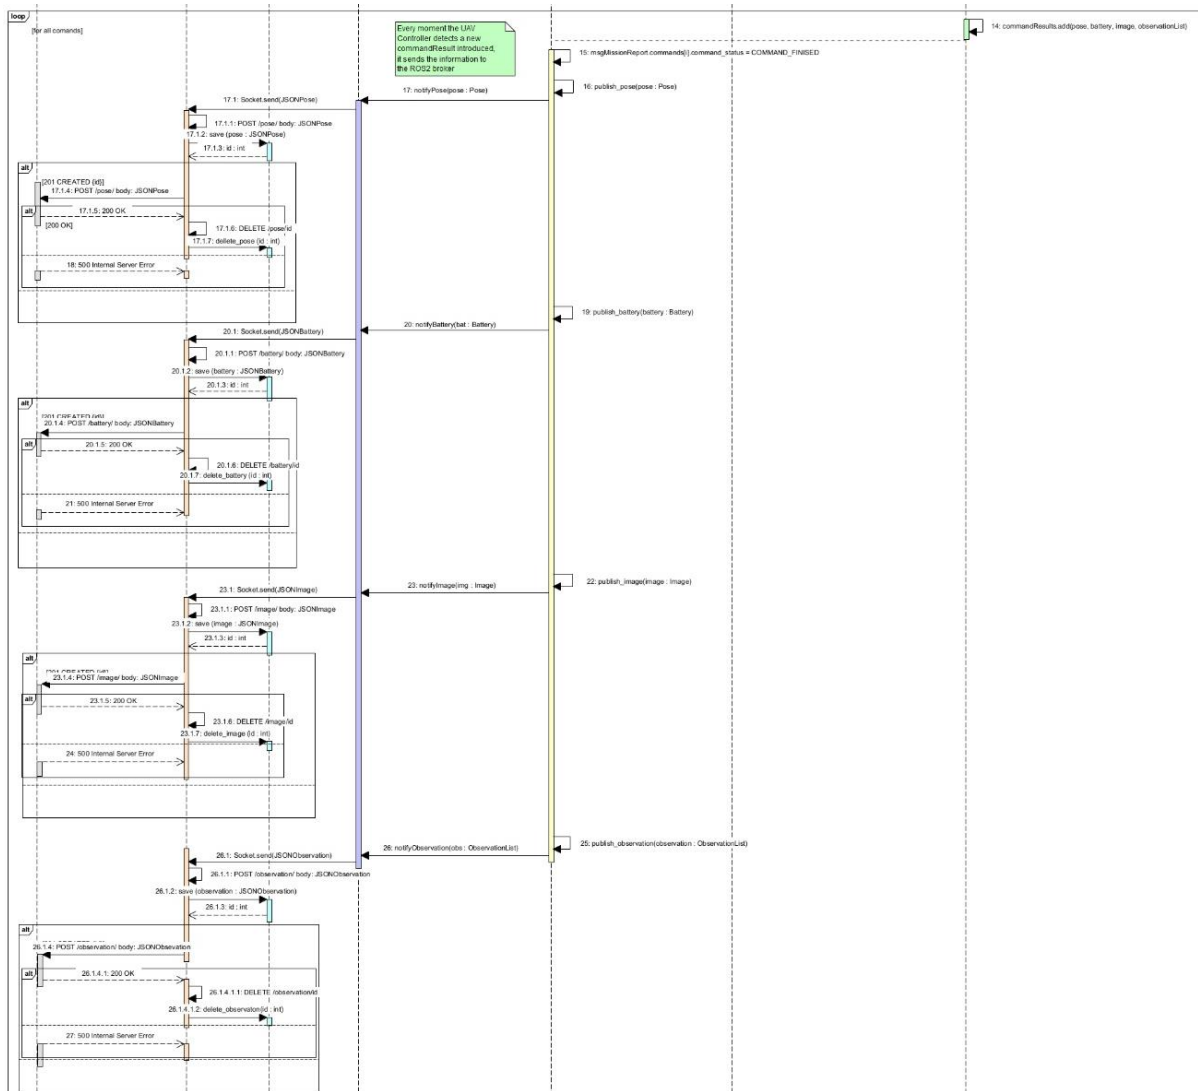 loop
[for all comands]
Every moment the UAV
Controller detects a new
commandResult introduced,
it sends the information to
the ROS2 broker
14: commandResults.add(pose, battery, image, observationList)
15: msgMissionReport.commands[i].command_status = COMMAND_FINISED
16: publish_pose(pose : Pose)
17: notifyPose(pose : Pose)
17.1: Socket.send(JSONPose)
17.1.1: POST /pose/ body: JSONPose
17.1.2: save (pose : JSONPose)
17.1.3: id : int
alt
[201 CREATED (id)]
17.1.4: POST /pose/ body: JSONPose
alt
17.1.5: 200 OK
[200 OK]
17.1.6: DELETE /pose/id
17.1.7: dellete_pose (id : int)
18: 500 Internal Server Error
19: publish_battery(battery : Battery)
20: notifyBattery(bat : Battery)
20.1: Socket.send(JSONBattery)
20.1.1: POST /battery/ body: JSONBattery
20.1.2: save (battery : JSONBattery)
20.1.3: id : int
alt
[201 CREATED (id)]
20.1.4: POST /battery/ body: JSONBattery
alt
20.1.5: 200 OK
20.1.6: DELETE /battery/id
20.1.7: delete_battery (id : int)
21: 500 Internal Server Error
22: publish_image(image : Image)
23: notifyImage(img : Image)
23.1: Socket.send(JSONImage)
23.1.1: POST /image/ body: JSONImage
23.1.2: save (image : JSONImage)
23.1.3: id : int
alt
[201 CREATED (id)]
23.1.4: POST /image/ body: JSONImage
alt
23.1.5: 200 OK
23.1.6: DELETE /image/id
23.1.7: delete_image (id : int)
24: 500 Internal Server Error
25: publish_observation(observation : ObservationList)
26: notifyObservation(obs : ObservationList)
26.1: Socket.send(JSONObservation)
26.1.1: POST /observation/ body: JSONObservation
26.1.2: save (observation : JSONObservation)
26.1.3: id : int
alt
26.1.4: POST /observation/ body: JSONObsevation
alt
26.1.4.1: 200 OK
26.1.4.1.1: DELETE /observation/id
26.1.4.1.2: delete_observaton(id : int)
27: 500 Internal Server Error